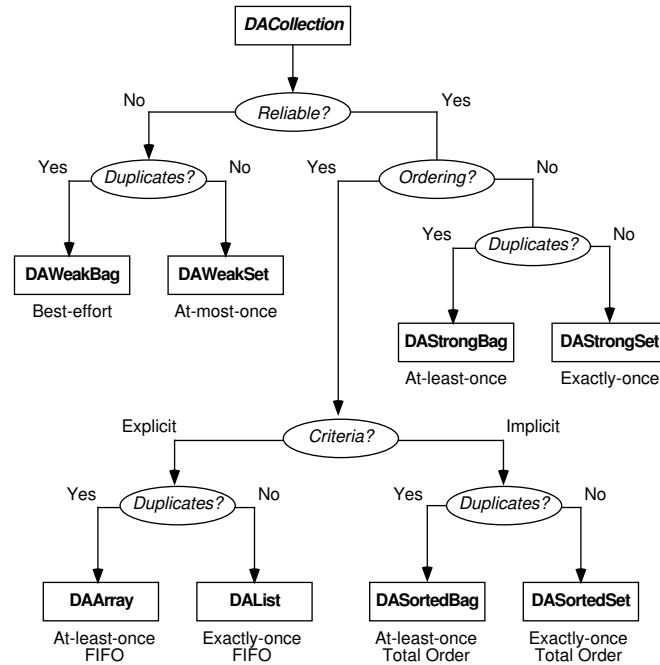 DACollection
No
Reliable?
Yes
Yes
Duplicates?
No
Yes
Ordering?
No
DAWeakBag
DAWeakSet
Yes
Duplicates?
No
Best-effort
At-most-once
DAStrongBag
DAStrongSet
At-least-once
Exactly-once
Explicit
Criteria?
Implicit
Yes
Duplicates?
No
Yes
Duplicates?
No
DAArray
DAList
DASortedBag
DASortedSet
At-least-once
FIFO
Exactly-once
FIFO
At-least-once
Total Order
Exactly-once
Total Order